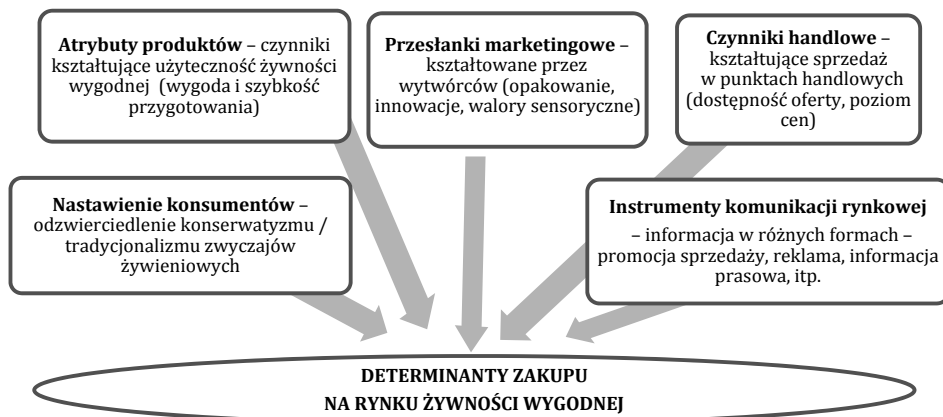 Atrybuty produktów – czynniki
kształtujące użyteczność żywności
wygodnej (wygoda i szybkość
przygotowania)
Przesłanki marketingowe –
kształtowane przez
wytwórców (opakowanie,
innowacje, walory sensoryczne)
Czynniki handlowe –
kształtujące sprzedaż
w punktach handlowych
(dostępność oferty, poziom
cen)
Nastawienie konsumentów –
odzwierciedlenie konserwatyzmu /
tradycjonalizmu zwyczajów
żywieniowych
Instrumenty komunikacji rynkowej
– informacja w różnych formach –
promocja sprzedaży, reklama, informacja
prasowa, itp.
DETERMINANTY ZAKUPU
NA RYNKU ŻYWNOŚCI WYGODNEJ